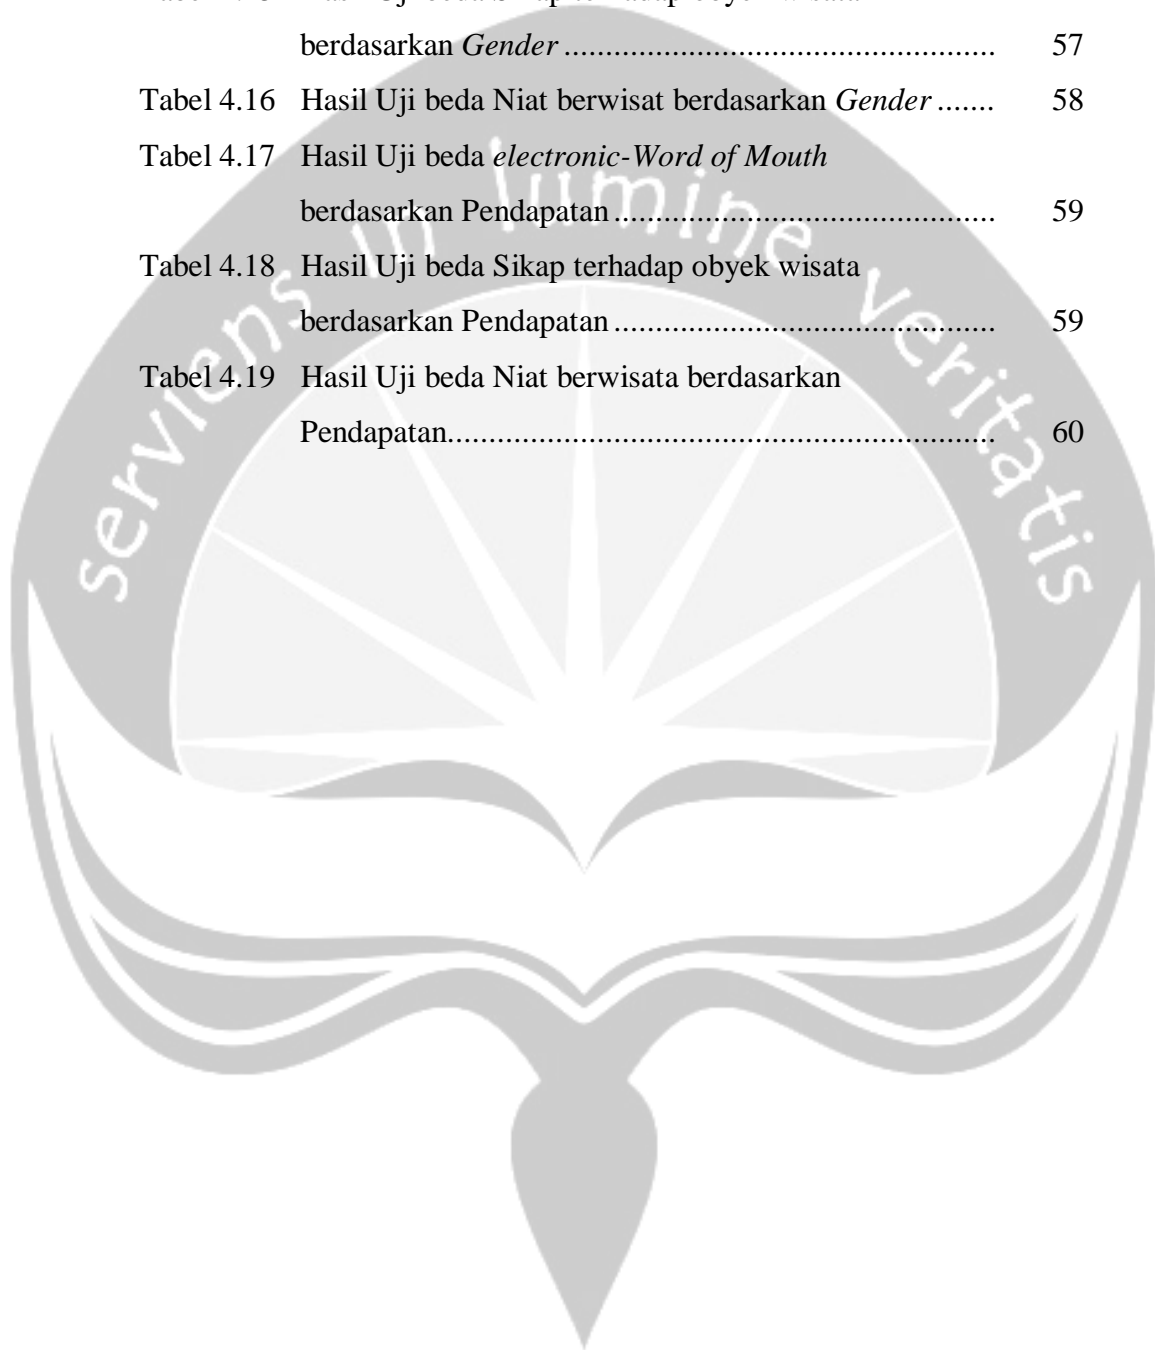 berdasarkan Gender ..................................................... 57
Tabel 4.16 Hasil Uji beda Niat berwisat berdasarkan Gender ....... 58
Tabel 4.17 Hasil Uji beda electronic-Word of Mouth
berdasarkan Pendapatan ............................................... 59
Tabel 4.18 Hasil Uji beda Sikap terhadap obyek wisata
berdasarkan Pendapatan ............................................... 59
Tabel 4.19 Hasil Uji beda Niat berwisata berdasarkan
Pendapatan................................................................... 60
serviens in lumine veritatis